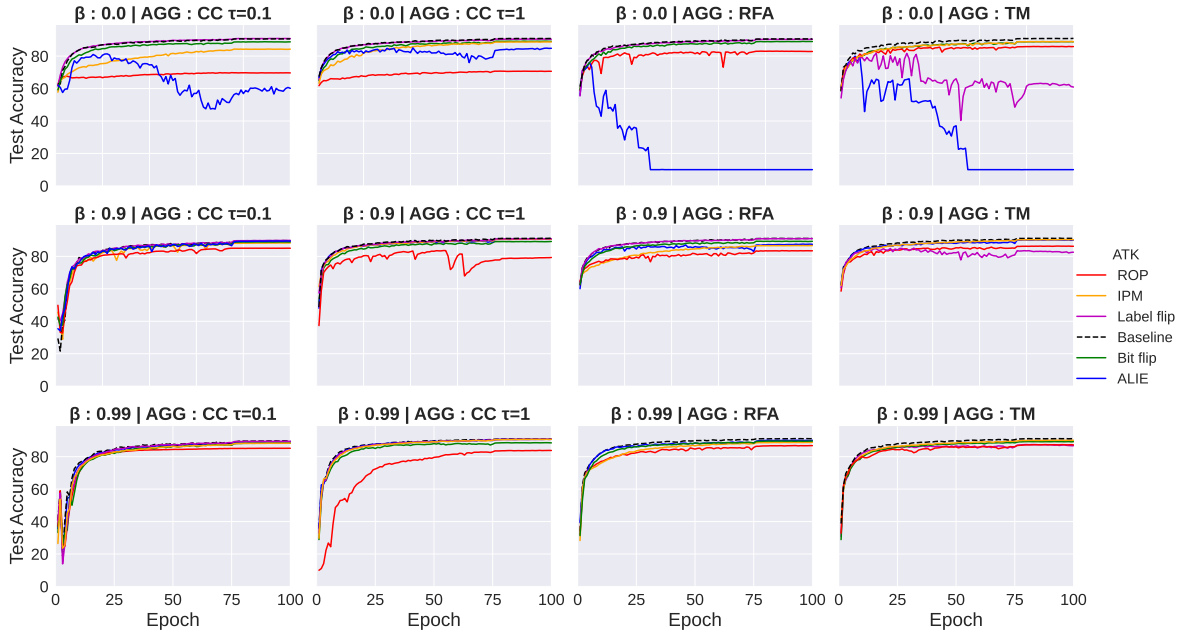 β : 0.0 | AGG : CC τ=0.1
β : 0.0 | AGG : CC τ=1
β : 0.0 | AGG : RFA
β : 0.0 | AGG : TM
Test Accuracy
80
60
40
20
0
β : 0.9 | AGG : CC τ=0.1
β : 0.9 | AGG : CC τ=1
β : 0.9 | AGG : RFA
β : 0.9 | AGG : TM
Test Accuracy
80
60
40
20
0
ATK
ROP
IPM
Label flip
Baseline
Bit flip
ALIE
β : 0.99 | AGG : CC τ=0.1
β : 0.99 | AGG : CC τ=1
β : 0.99 | AGG : RFA
β : 0.99 | AGG : TM
Test Accuracy
80
60
40
20
0
0 25 50 75 100
0 25 50 75 100
0 25 50 75 100
0 25 50 75 100
Epoch
Epoch
Epoch
Epoch